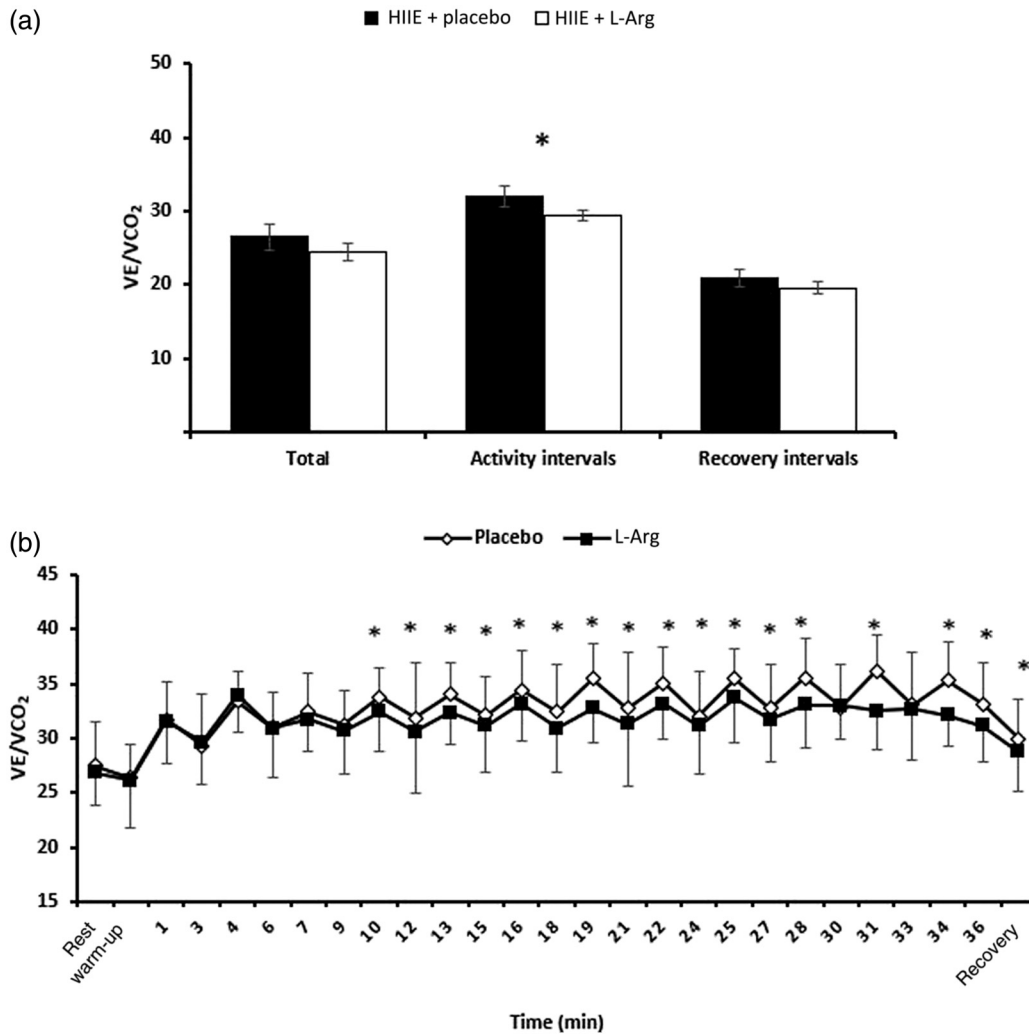 (a)
HIIE + placebo HIIE + L-Arg
50
40
30
20
10
VE/VCO₂
*
Total Activity intervals Recovery intervals
(b)
Placebo L-Arg
45
40
35
30
25
20
15
VE/VCO₂
* * * * * * * * * * * * * * * * *
Rest warm-up 1 3 4 6 7 9 10 12 13 15 16 18 19 21 22 24 25 27 28 30 31 33 34 36 Recovery
Time (min)